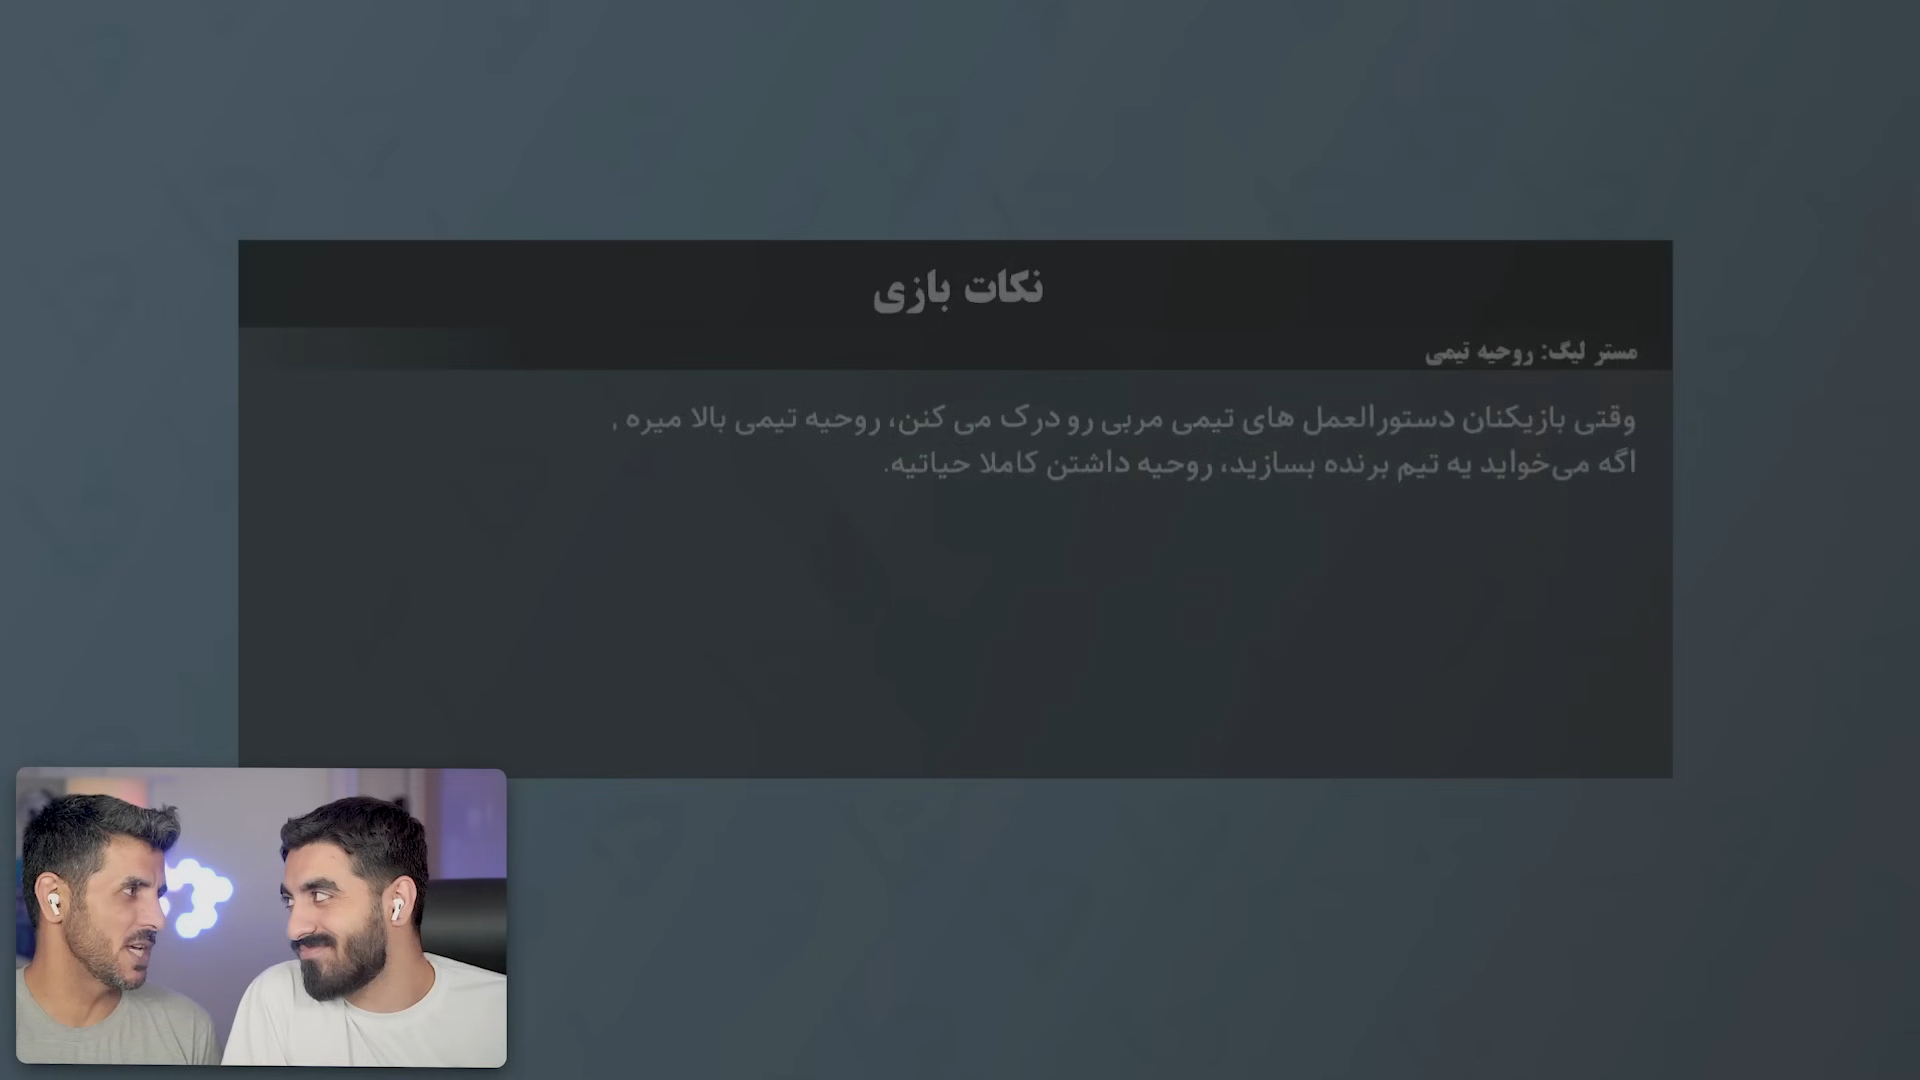 نکات بازی
مستر لیگ: روحیه تیمی
وقتی بازیکنان دستورالعمل های تیمی مربی رو درک می کنن، روحیه تیمی بالا میره ,
اگه می‌خواید یه تیم برنده بسازید، روحیه داشتن کاملا حیاتیه.